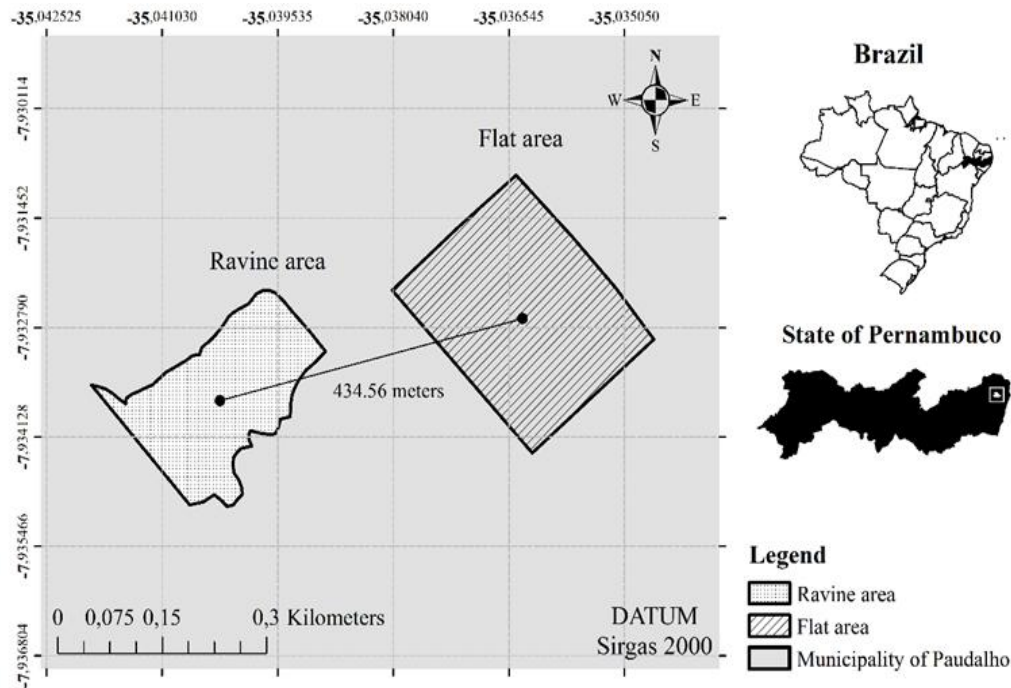 -35,042525 -35,041030 -35,039535 -35,038040 -35,036545 -35,035050
-7,930114
-7,931452
-7,932790
-7,934128
-7,935466
-7,936804
N
W E
S
Flat area
Ravine area
434.56 meters
0 0,075 0,15 0,3 Kilometers
DATUM
Sirgas 2000
Brazil
State of Pernambuco
Legend
Ravine area
Flat area
Municipality of Paudalho